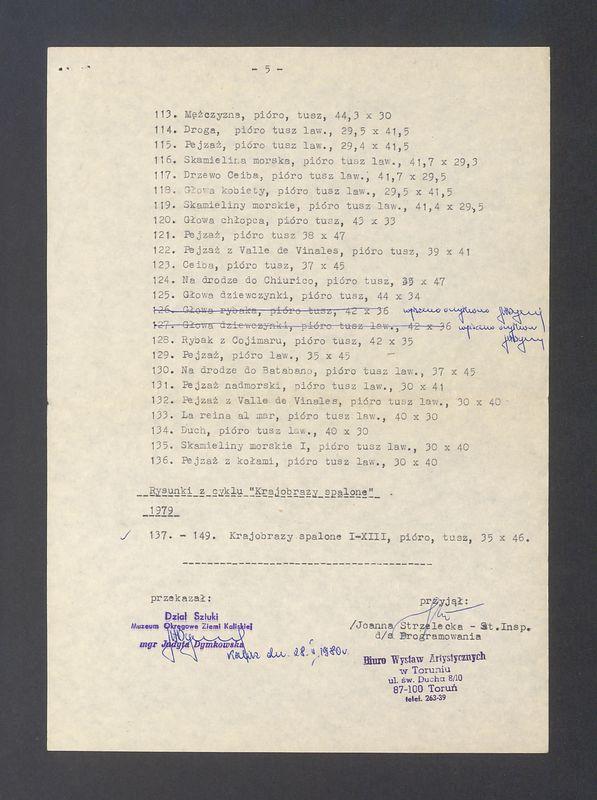 - 5 -
113. Mężczyzna, pióro, tusz, 44,3 x 30
114. Droga,  pióro tusz law., 29,5 x 41,5
115. Pejzaż, pióro tusz law., 29,4 x 41,5
116. Skamielina morska, pióro tusz law., 41,7 x 29,3
117. Drzewo Ceiba, pióro tusz law., 41,7 x 29,5
118. Głowa kobiety, pióro tusz law., 29,5 x 41,5
119. Skamieliny morskie, pióro tusz law., 41,4 x 29,5
120. Głowa chłopca, pióro tusz, 43 x 33
121. Pejzaż, pióro tusz 38 x 47
122. Pejzaż z Valle de Vinales, pióro tusz, 39 x 41
123. Ceiba, pióro tusz, 37 x 45
124. Na drodze do Chiurico, pióro tusz, 35 x 47
125. Głowa dziewczynki, pióro tusz, 44 x 34
126. Głowa rybaka, pióro tusz, 42 x 36
127. Głowa dziewczynki, pióro tusz law., 42 x 36
128. Rybak z Cojimaru, pióro tusz, 42 x 35
129. Pejzaż, pióro law., 35 x 45
130. Na drodze do Batabano, pióro tusz law., 37 x 45
131. Pejzaż nadmorski, pióro tusz law., 30 x 41
132. Pejzaż z Valle de Vinales, pióro tusz law., 30 x 40
133. La reina al mar, pióro tusz law., 40 x 30
134. Duch, pióro tusz law., 40 x 30
135. Skamieliny morskie I, pióro tusz law., 30 x 40
136. Pejzaż z kołami, pióro tusz law., 30 x 40
Rysunki z cyklu "Krajobrazy spalone"
1979
137. - 149. Krajobrazy spalone I-XIII, pióro, tusz, 35 x 46.
przekazał:
przyjął:
Dział Sztuki
Muzeum Okręgowe Ziemi Kaliskiej
mgr Judyta Dymkowska
1980r.
/Joanna Strzelecka - St.Insp.
d/s Programowania
Biuro Wystaw Artystycznych
w Toruniu
ul. św. Ducha 8/10
87-100 Toruń
telef. 263-39